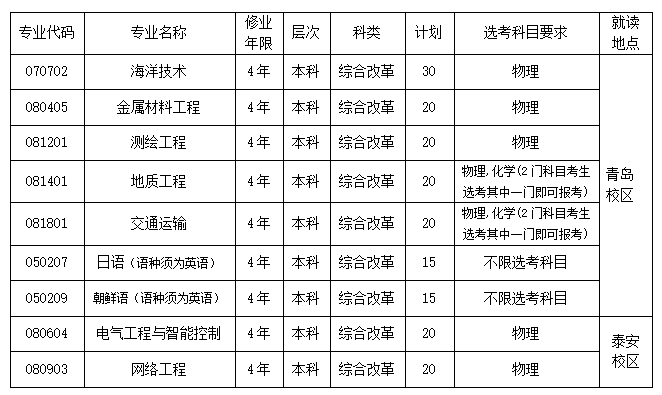 专业代码 专业名称 修业年限 层次 科类 计划 选考科目要求 就读地点
070702 海洋技术 4年 本科 综合改革 30 物理 青岛校区
080405 金属材料工程 4年 本科 综合改革 20 物理
081201 测绘工程 4年 本科 综合改革 20 物理
081401 地质工程 4年 本科 综合改革 20 物理,化学(2门科目考生选考其中一门即可报考)
081801 交通运输 4年 本科 综合改革 20 物理,化学(2门科目考生选考其中一门即可报考)
050207 日语（语种须为英语） 4年 本科 综合改革 15 不限选考科目
050209 朝鲜语（语种须为英语） 4年 本科 综合改革 15 不限选考科目
080604 电气工程与智能控制 4年 本科 综合改革 20 物理 泰安校区
080903 网络工程 4年 本科 综合改革 20 物理